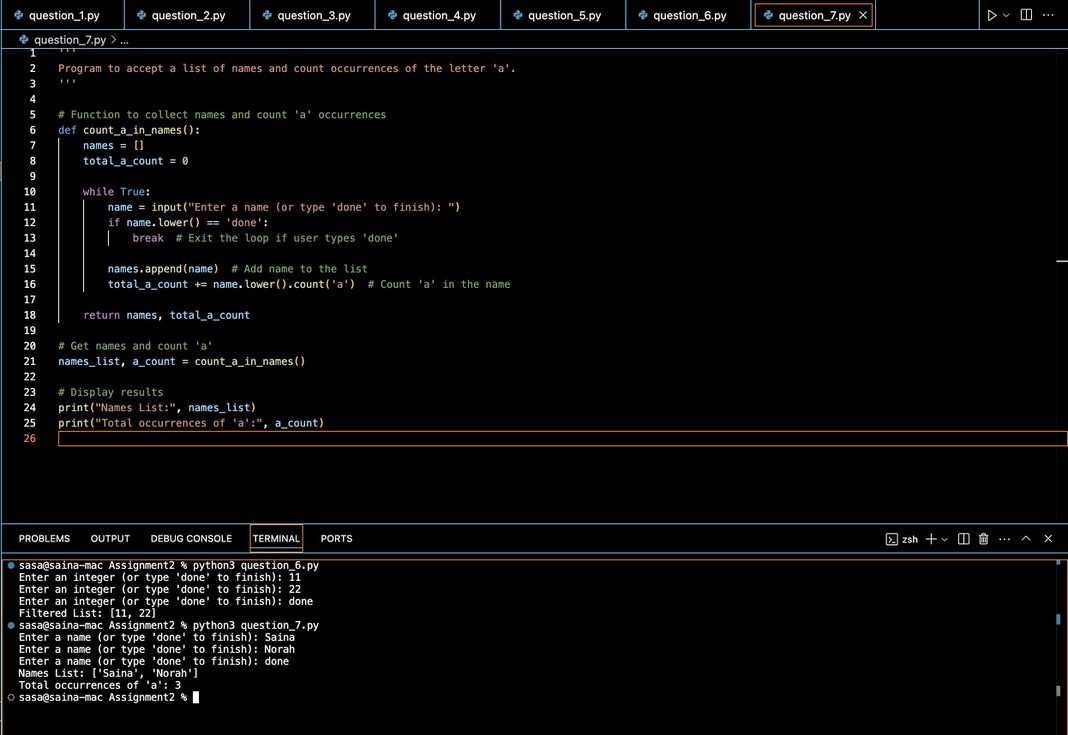 question_1.py question_2.py question_3.py question_4.py question_5.py question_6.py question_7.py
question_7.py > ...
1 '''
2 Program to accept a list of names and count occurrences of the letter 'a'.
3 '''
4
5 # Function to collect names and count 'a' occurrences
6 def count_a_in_names():
7 names = []
8 total_a_count = 0
9
10 while True:
11 name = input("Enter a name (or type 'done' to finish): ")
12 if name.lower() == 'done':
13 break # Exit the loop if user types 'done'
14
15 names.append(name) # Add name to the list
16 total_a_count += name.lower().count('a') # Count 'a' in the name
17
18 return names, total_a_count
19
20 # Get names and count 'a'
21 names_list, a_count = count_a_in_names()
22
23 # Display results
24 print("Names List:", names_list)
25 print("Total occurrences of 'a':", a_count)
26
PROBLEMS OUTPUT DEBUG CONSOLE TERMINAL PORTS zsh
sasa@saina-mac Assignment2 % python3 question_6.py
Enter an integer (or type 'done' to finish): 11
Enter an integer (or type 'done' to finish): 22
Enter an integer (or type 'done' to finish): done
Filtered List: [11, 22]
sasa@saina-mac Assignment2 % python3 question_7.py
Enter a name (or type 'done' to finish): Saina
Enter a name (or type 'done' to finish): Norah
Enter a name (or type 'done' to finish): done
Names List: ['Saina', 'Norah']
Total occurrences of 'a': 3
sasa@saina-mac Assignment2 %